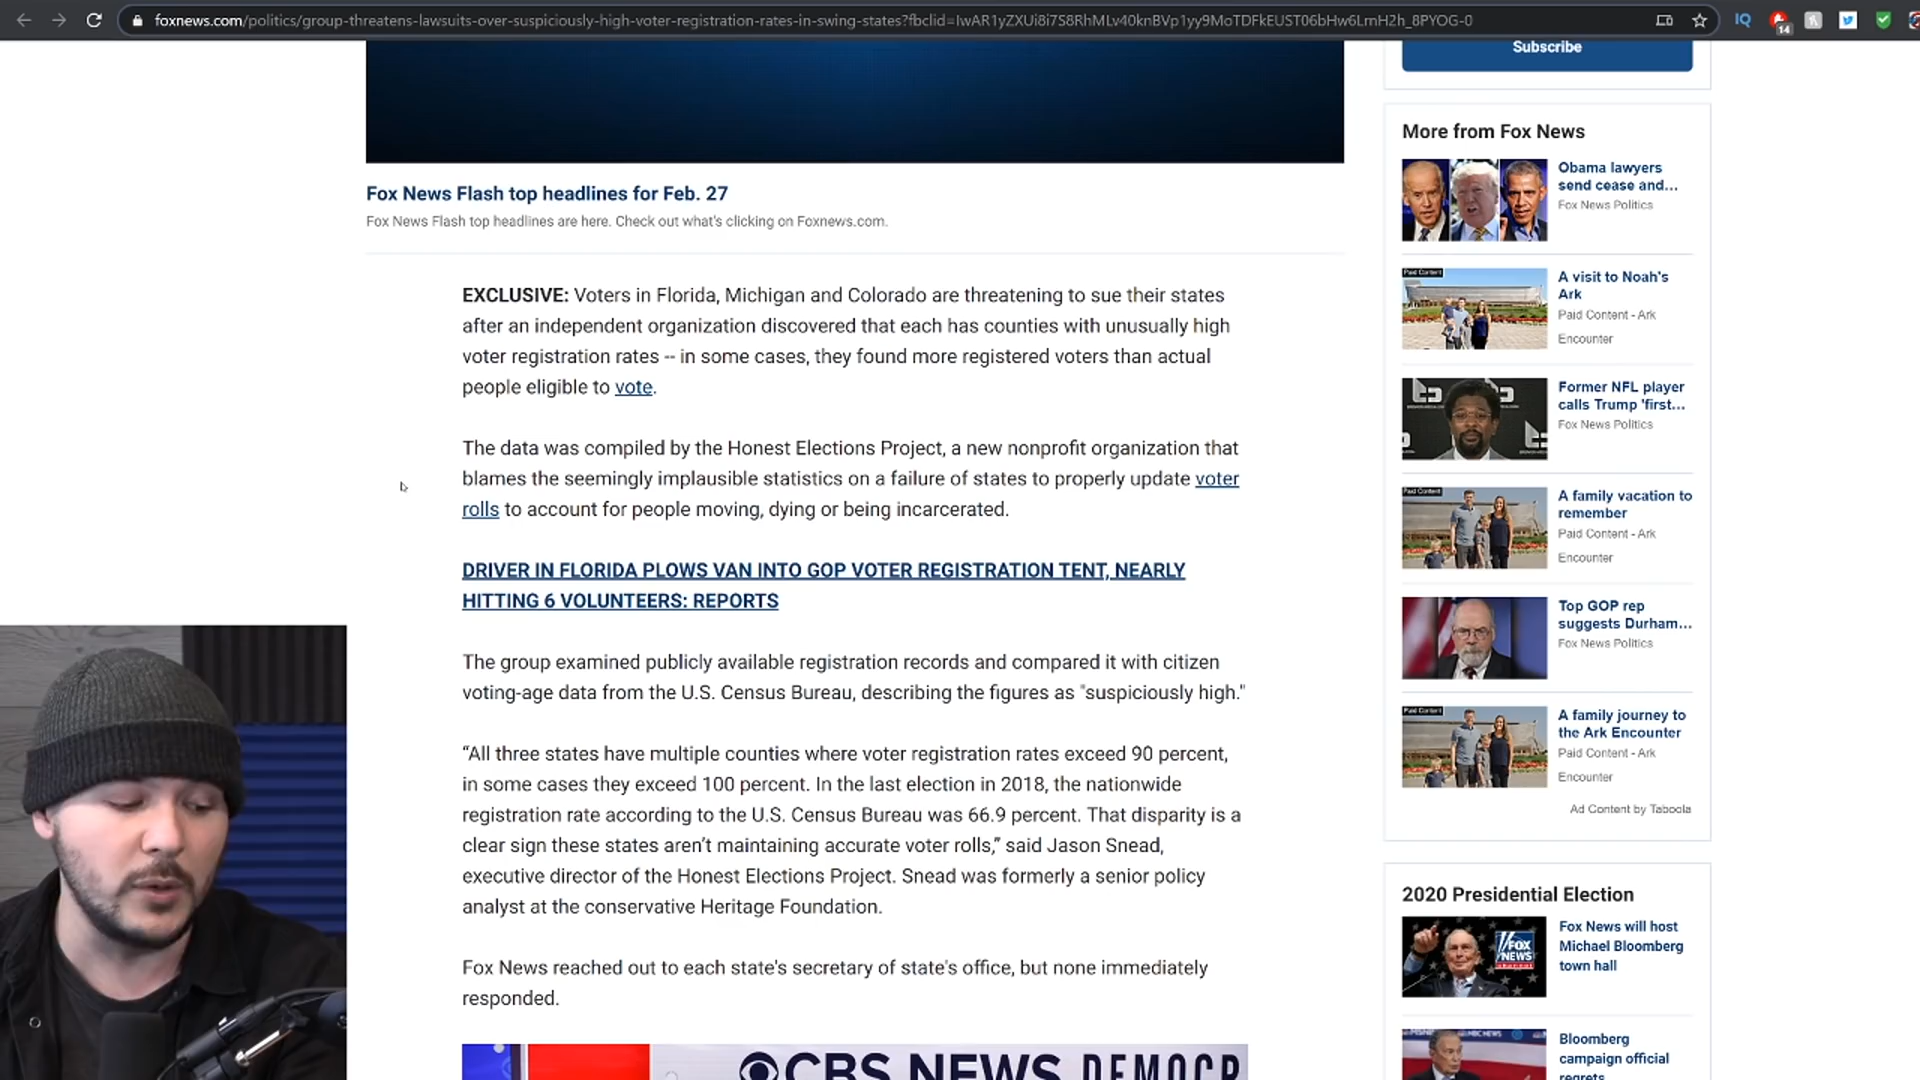 foxnews.com/politics/group-threatens-lawsuits-over-suspiciously-high-voter-registration-rates-in-swing-states?fbclid=IwAR1yZXUi8i7S8RhMLv40knBVp1yy9MoTDFkEUST06bHw6LmH2h_8PYOG-0
14
Fox News Flash top headlines for Feb. 27
Fox News Flash top headlines are here. Check out what's clicking on Foxnews.com.
EXCLUSIVE: Voters in Florida, Michigan and Colorado are threatening to sue their states
after an independent organization discovered that each has counties with unusually high
voter registration rates -- in some cases, they found more registered voters than actual
people eligible to vote.
The data was compiled by the Honest Elections Project, a new nonprofit organization that
blames the seemingly implausible statistics on a failure of states to properly update voter
rolls to account for people moving, dying or being incarcerated.
DRIVER IN FLORIDA PLOWS VAN INTO GOP VOTER REGISTRATION TENT, NEARLY
HITTING 6 VOLUNTEERS: REPORTS
The group examined publicly available registration records and compared it with citizen
voting-age data from the U.S. Census Bureau, describing the figures as "suspiciously high."
“All three states have multiple counties where voter registration rates exceed 90 percent,
in some cases they exceed 100 percent. In the last election in 2018, the nationwide
registration rate according to the U.S. Census Bureau was 66.9 percent. That disparity is a
clear sign these states aren’t maintaining accurate voter rolls,” said Jason Snead,
executive director of the Honest Elections Project. Snead was formerly a senior policy
analyst at the conservative Heritage Foundation.
Fox News reached out to each state's secretary of state's office, but none immediately
responded.
CBS NEWS DEMOCR
Subscribe
More from Fox News
Obama lawyers
send cease and...
Fox News Politics
Paid Content
A visit to Noah's
Ark
Paid Content - Ark
Encounter
Former NFL player
calls Trump 'first...
Fox News Politics
Paid Content
A family vacation to
remember
Paid Content - Ark
Encounter
Top GOP rep
suggests Durham...
Fox News Politics
Paid Content
A family journey to
the Ark Encounter
Paid Content - Ark
Encounter
Ad Content by Taboola
2020 Presidential Election
FOX
NEWS
Fox News will host
Michael Bloomberg
town hall
Bloomberg
campaign official
regrets